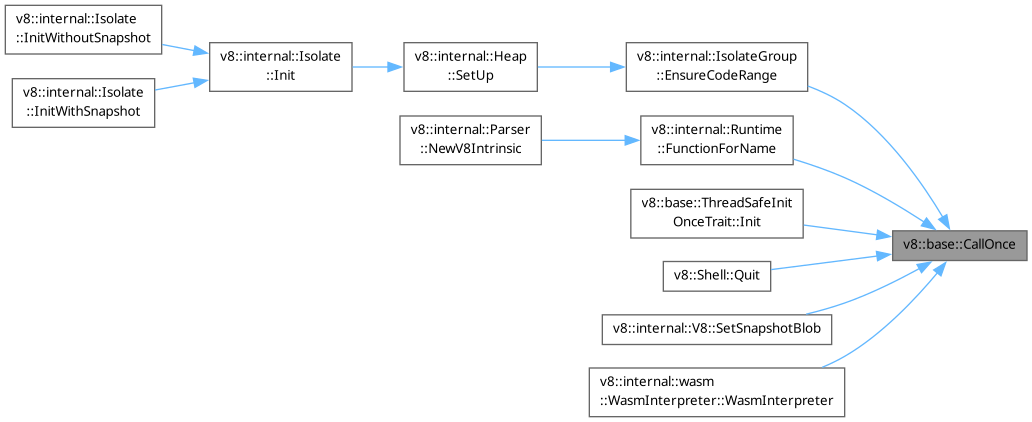 v8::internal::Isolate
::InitWithoutSnapshot
v8::internal::Isolate
::InitWithSnapshot
v8::internal::Isolate
::Init
v8::internal::Heap
::SetUp
v8::internal::IsolateGroup
::EnsureCodeRange
v8::internal::Parser
::NewV8Intrinsic
v8::internal::Runtime
::FunctionForName
v8::base::ThreadSafeInit
OnceTrait::Init
v8::base::CallOnce
v8::Shell::Quit
v8::internal::V8::SetSnapshotBlob
v8::internal::wasm
::WasmInterpreter::WasmInterpreter